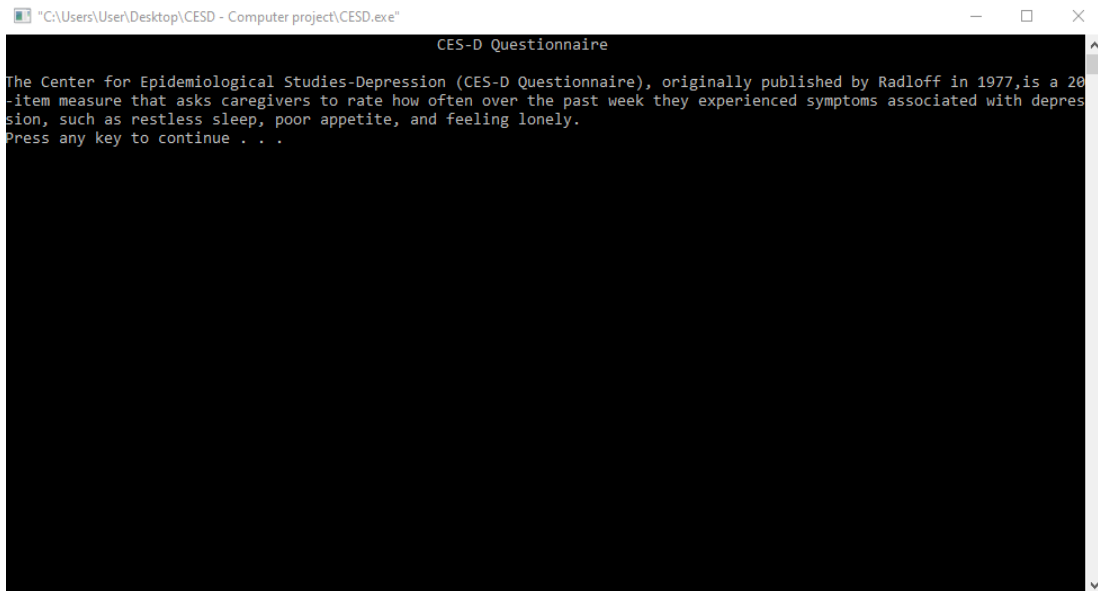 "C:\Users\User\Desktop\CESD - Computer project\CESD.exe"
CES-D Questionnaire
The Center for Epidemiological Studies-Depression (CES-D Questionnaire), originally published by Radloff in 1977,is a 20
-item measure that asks caregivers to rate how often over the past week they experienced symptoms associated with depres
sion, such as restless sleep, poor appetite, and feeling lonely.
Press any key to continue . . .